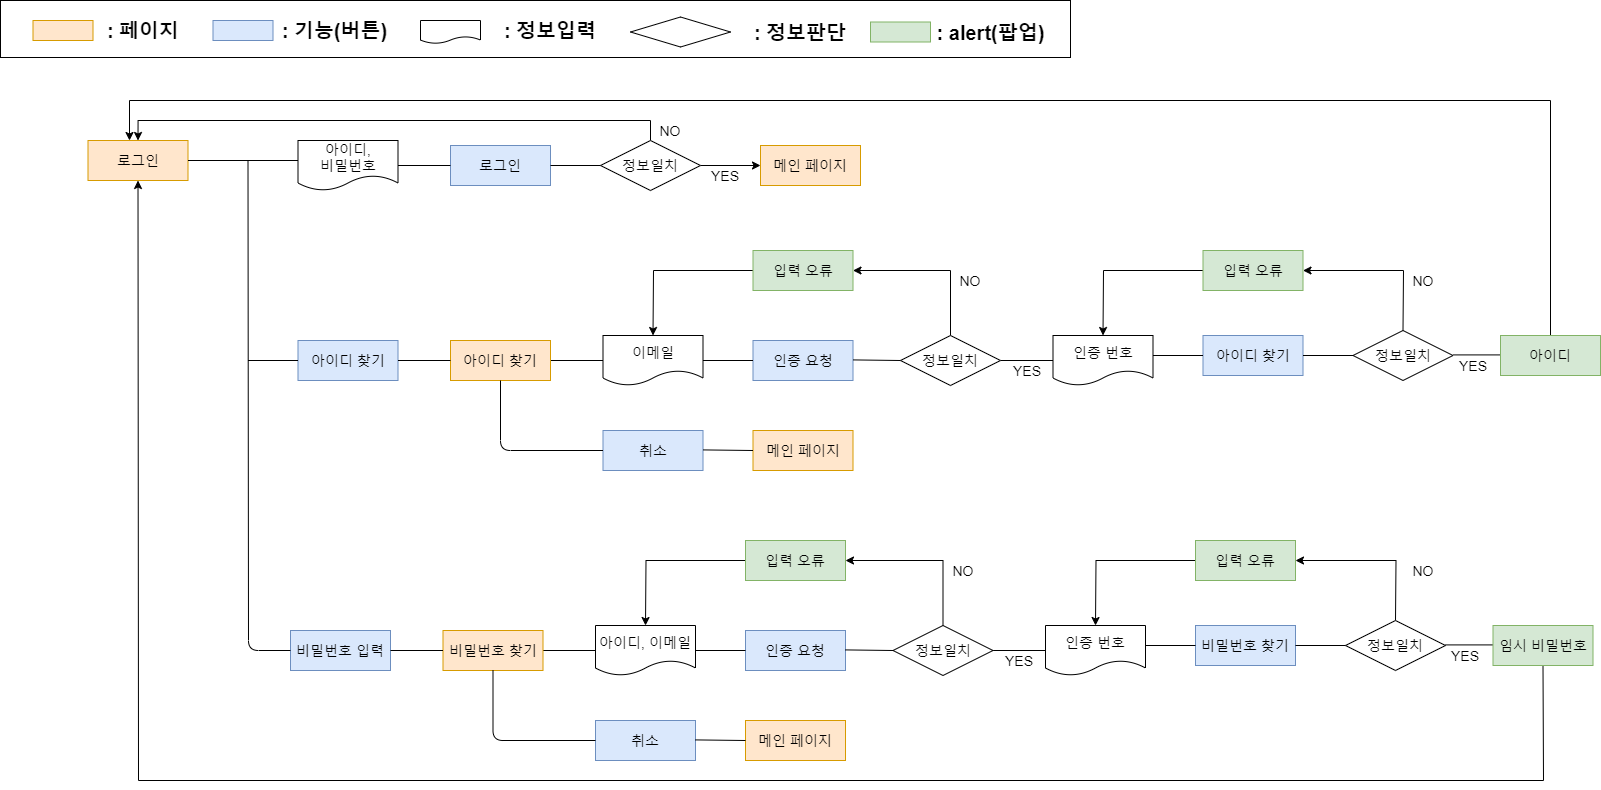 : 페이지
: 기능(버튼)
: 정보입력
: 정보판단
: alert(팝업)
로그인
아이디,
비밀번호
로그인
정보일치
NO
YES
메인 페이지
입력 오류
NO
입력 오류
NO
아이디 찾기
아이디 찾기
이메일
인증 요청
정보일치
YES
인증 번호
아이디 찾기
정보일치
YES
아이디
취소
메인 페이지
입력 오류
NO
입력 오류
NO
비밀번호 입력
비밀번호 찾기
아이디, 이메일
인증 요청
정보일치
YES
인증 번호
비밀번호 찾기
정보일치
YES
임시 비밀번호
취소
메인 페이지